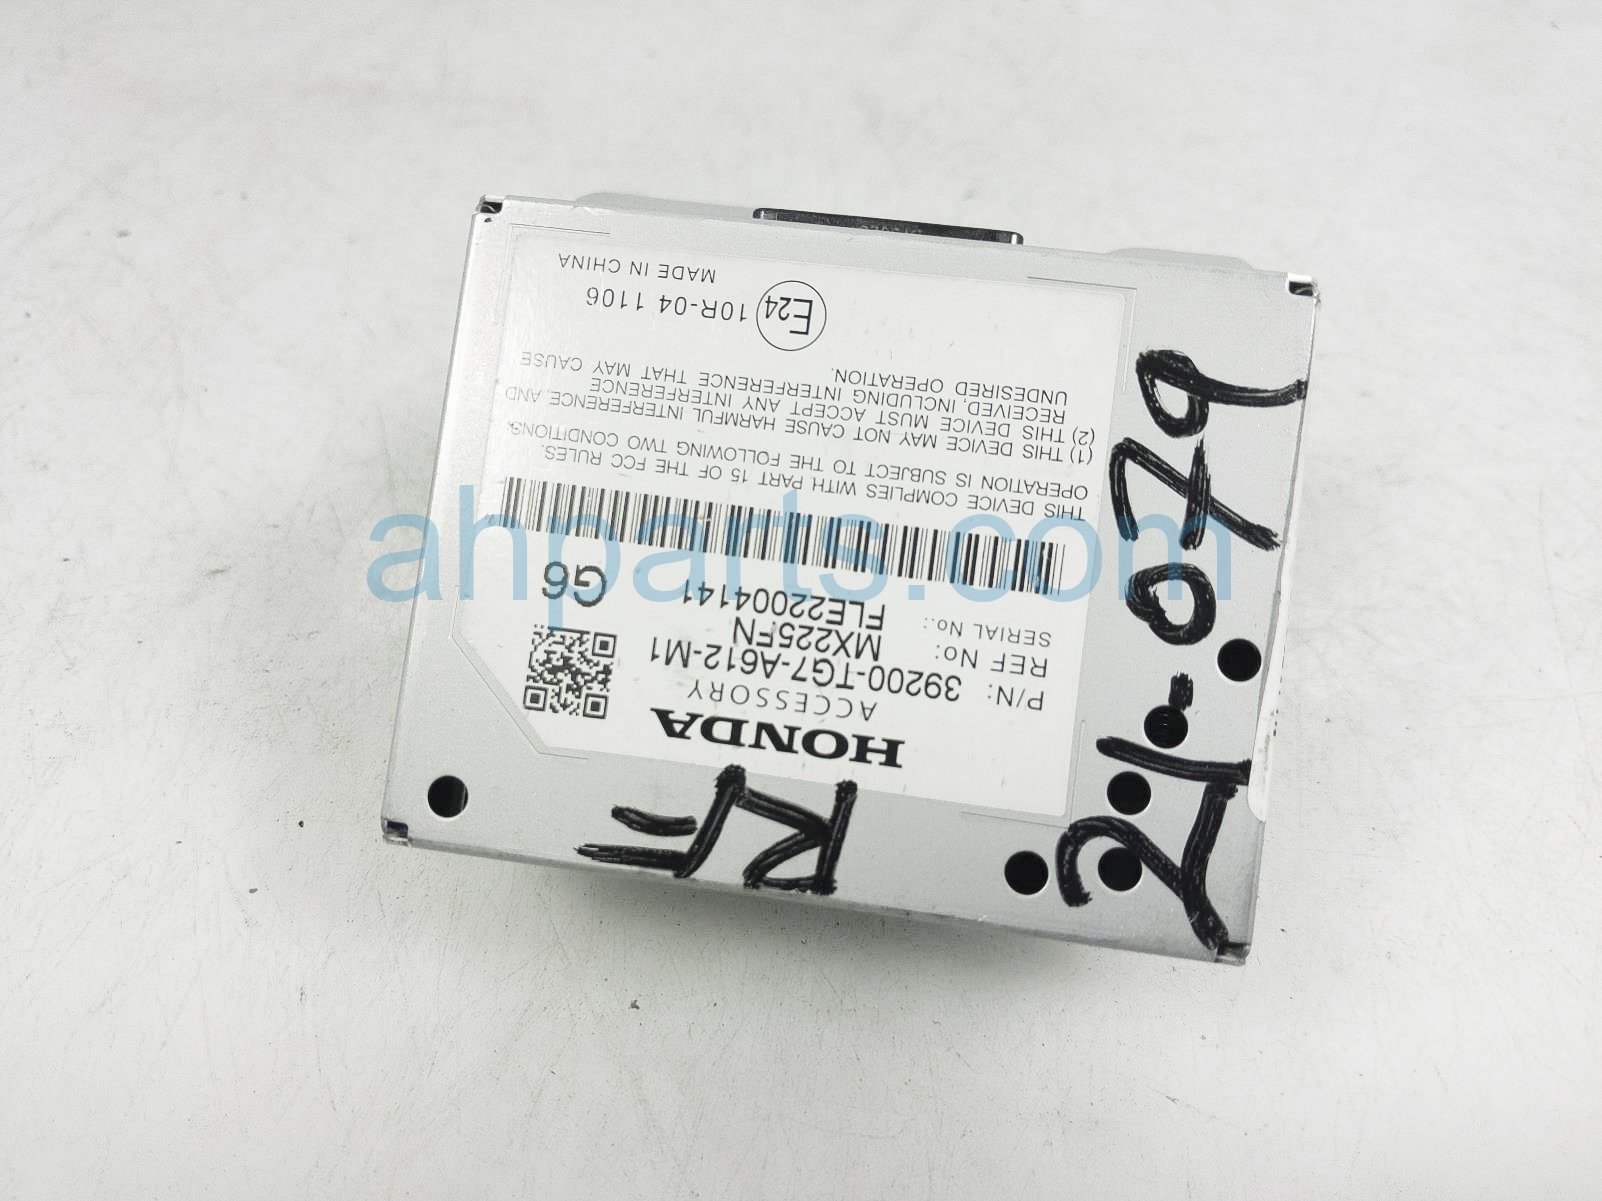 HONDA
ACCESSORY
P/N: 39200-TG7-A612-M1
REF No: MX225FN
SERIAL No.: FLE22004141
G6
THIS DEVICE COMPLIES WITH PART 15 OF THE FCC RULES.
OPERATION IS SUBJECT TO THE FOLLOWING TWO CONDITIONS.
(1) THIS DEVICE MAY NOT CAUSE HARMFUL INTERFERENCE, AND
(2) THIS DEVICE MUST ACCEPT ANY INTERFERENCE
RECEIVED, INCLUDING INTERFERENCE THAT MAY CAUSE
UNDESIRED OPERATION.
E24 10R-04 1106
MADE IN CHINA
RF
ahparts.com